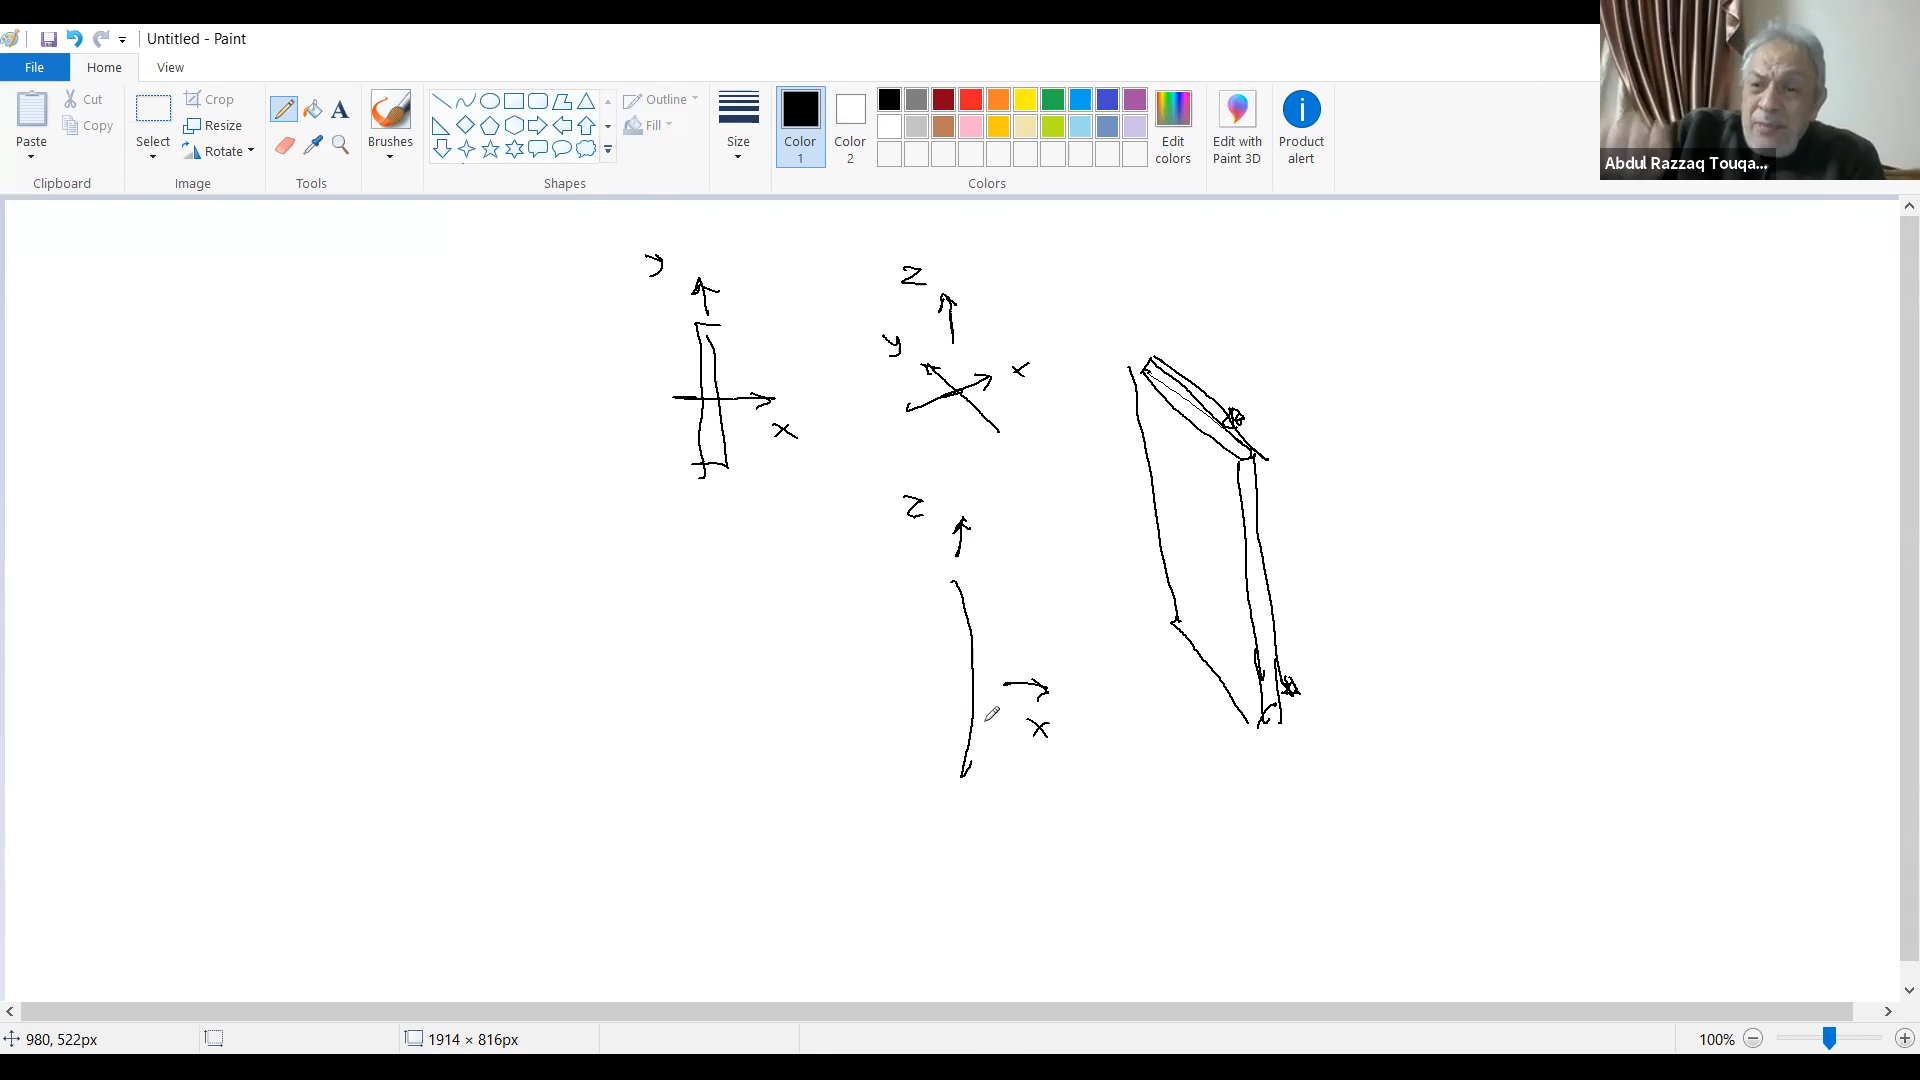 Untitled - Paint
File
Home
View
Paste
Cut
Copy
Clipboard
Select
Crop
Resize
Rotate
Image
A
Tools
Brushes
Outline
Fill
Shapes
Size
Color 1
Color 2
Edit colors
Colors
Edit with Paint 3D
Product alert
Abdul Razzaq Touqa...
y
z
y
x
x
z
x
980, 522px
1914 × 816px
100%